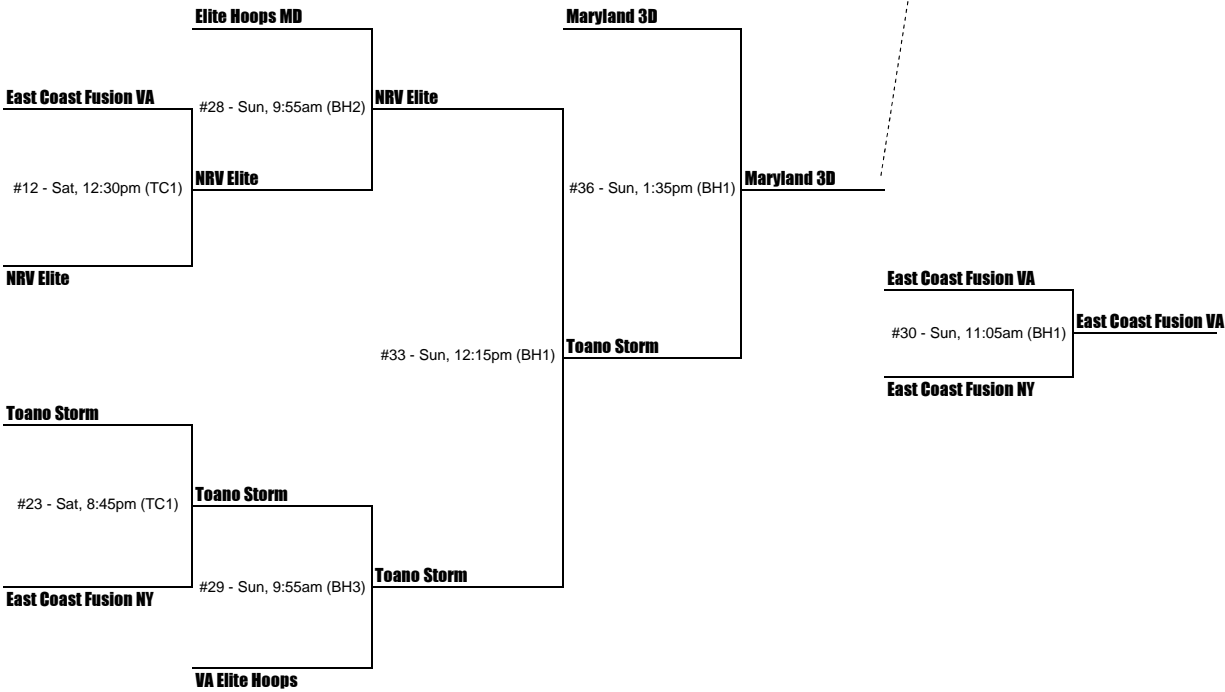 Elite Hoops MD
Maryland 3D
East Coast Fusion VA
#28 - Sun, 9:55am (BH2)
NRV Elite
#12 - Sat, 12:30pm (TC1)
NRV Elite
#36 - Sun, 1:35pm (BH1)
Maryland 3D
NRV Elite
East Coast Fusion VA
#30 - Sun, 11:05am (BH1)
East Coast Fusion VA
#33 - Sun, 12:15pm (BH1)
Toano Storm
East Coast Fusion NY
Toano Storm
#23 - Sat, 8:45pm (TC1)
Toano Storm
#29 - Sun, 9:55am (BH3)
Toano Storm
East Coast Fusion NY
VA Elite Hoops